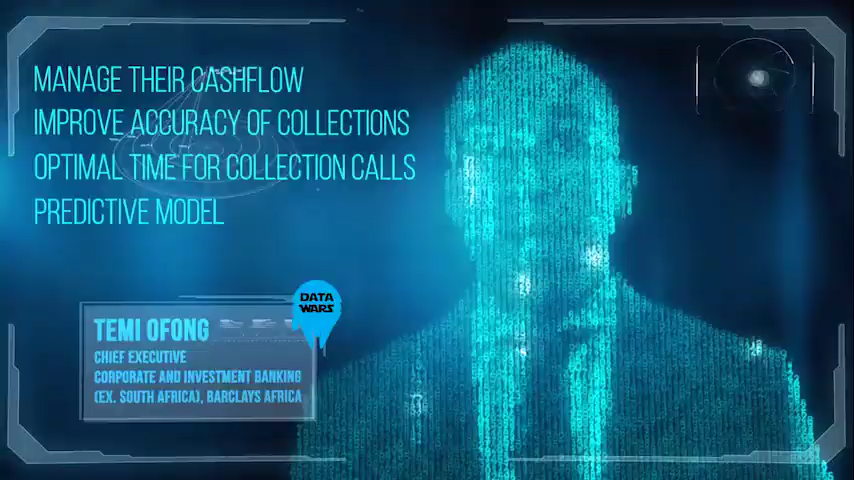 MANAGE THEIR CASHFLOW
IMPROVE ACCURACY OF COLLECTIONS
OPTIMAL TIME FOR COLLECTION CALLS
PREDICTIVE MODEL
DATA
WARS
TEMI OFONG
CHIEF EXECUTIVE
CORPORATE AND INVESTMENT BANKING
(EX. SOUTH AFRICA), BARCLAYS AFRICA